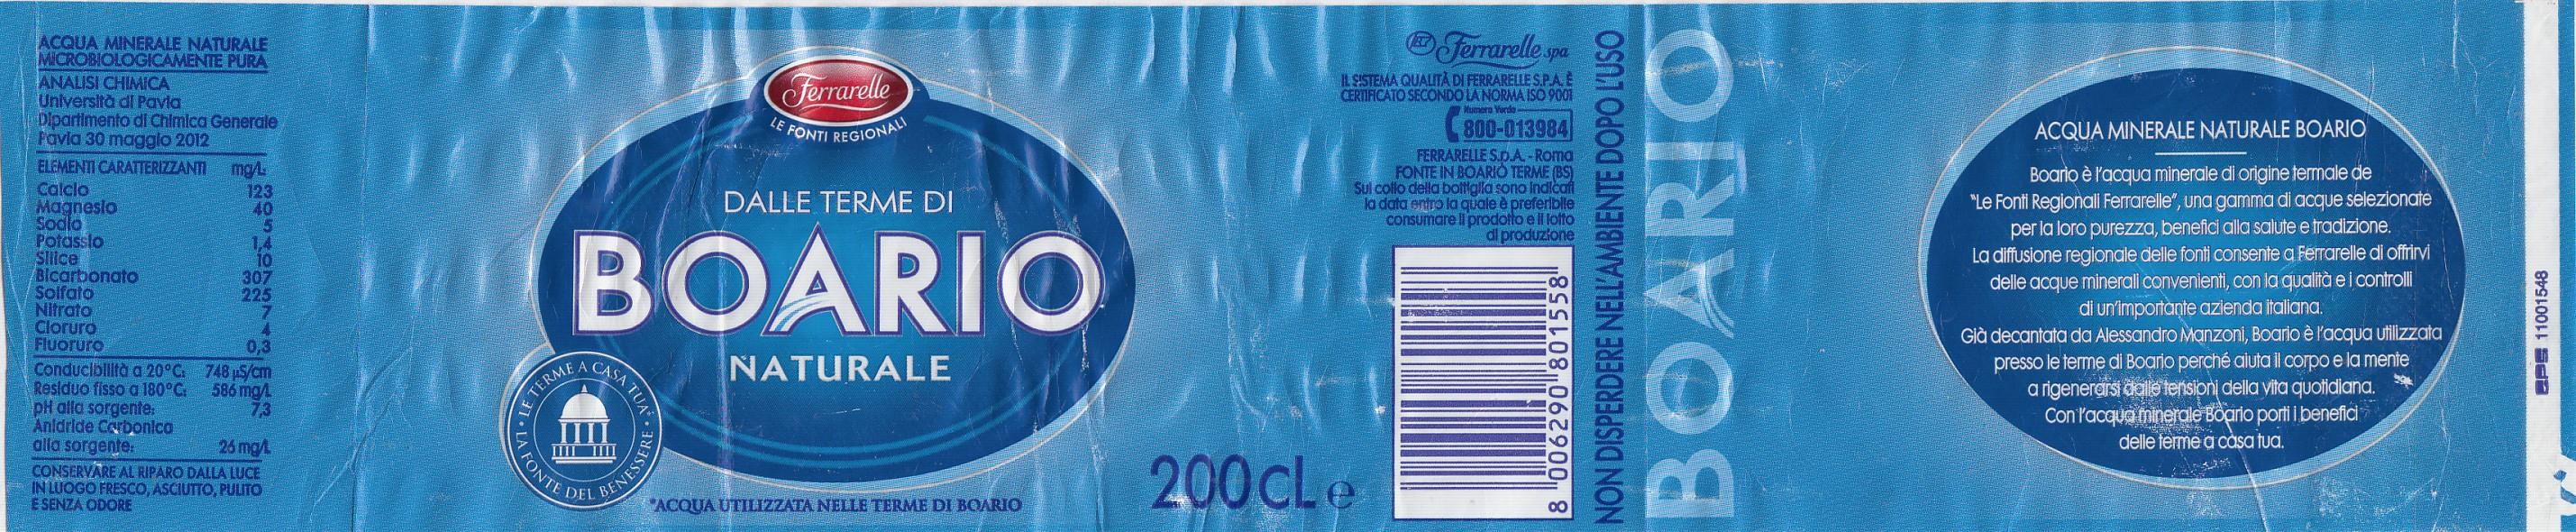 ACQUA MINERALE NATURALE
MICROBIOLOGICAMENTE PURA
ANALISI CHIMICA
Università di Pavia
Dipartimento di Chimica Generale
Pavia 30 maggio 2012
ELEMENTI CARATTERIZZANTI mg/L:
Calcio 123
Magnesio 40
Sodio 5
Potassio 1,4
Silice 10
Bicarbonato 307
Solfato 225
Nitrato 7
Cloruro 4
Fluoruro 0,3
Conducibilità a 20°C: 748 µS/cm
Residuo fisso a 180°C: 586 mg/L
pH alla sorgente: 7,3
Anidride Carbonica
alla sorgente: 26 mg/L
CONSERVARE AL RIPARO DALLA LUCE
IN LUOGO FRESCO, ASCIUTTO, PULITO
E SENZA ODORE
Ferrarelle
LE FONTI REGIONALI
DALLE TERME DI
BOARIO
NATURALE
• LE TERME A CASA TUA* •
LA FONTE DEL BENESSERE
*ACQUA UTILIZZATA NELLE TERME DI BOARIO
200 cL e
Ferrarelle spa
IL SISTEMA QUALITÀ DI FERRARELLE S.P.A. È
CERTIFICATO SECONDO LA NORMA ISO 9001
Numero Verde
800-013984
FERRARELLE S.p.A. - Roma
FONTE IN BOARIO TERME (BS)
Sul collo della bottiglia sono indicati
la data entro la quale è preferibile
consumare il prodotto e il lotto
di produzione
8 006290 801558
NON DISPERDERE NELL'AMBIENTE DOPO L'USO
BOARIO
ACQUA MINERALE NATURALE BOARIO
Boario è l'acqua minerale di origine termale de
"Le Fonti Regionali Ferrarelle", una gamma di acque selezionate
per la loro purezza, benefici alla salute e tradizione.
La diffusione regionale delle fonti consente a Ferrarelle di offrirvi
delle acque minerali convenienti, con la qualità e i controlli
di un'importante azienda italiana.
Già decantata da Alessandro Manzoni, Boario è l'acqua utilizzata
presso le terme di Boario perché aiuta il corpo e la mente
a rigenerarsi dalle tensioni della vita quotidiana.
Con l'acqua minerale Boario porti i benefici
delle terme a casa tua.
11001548